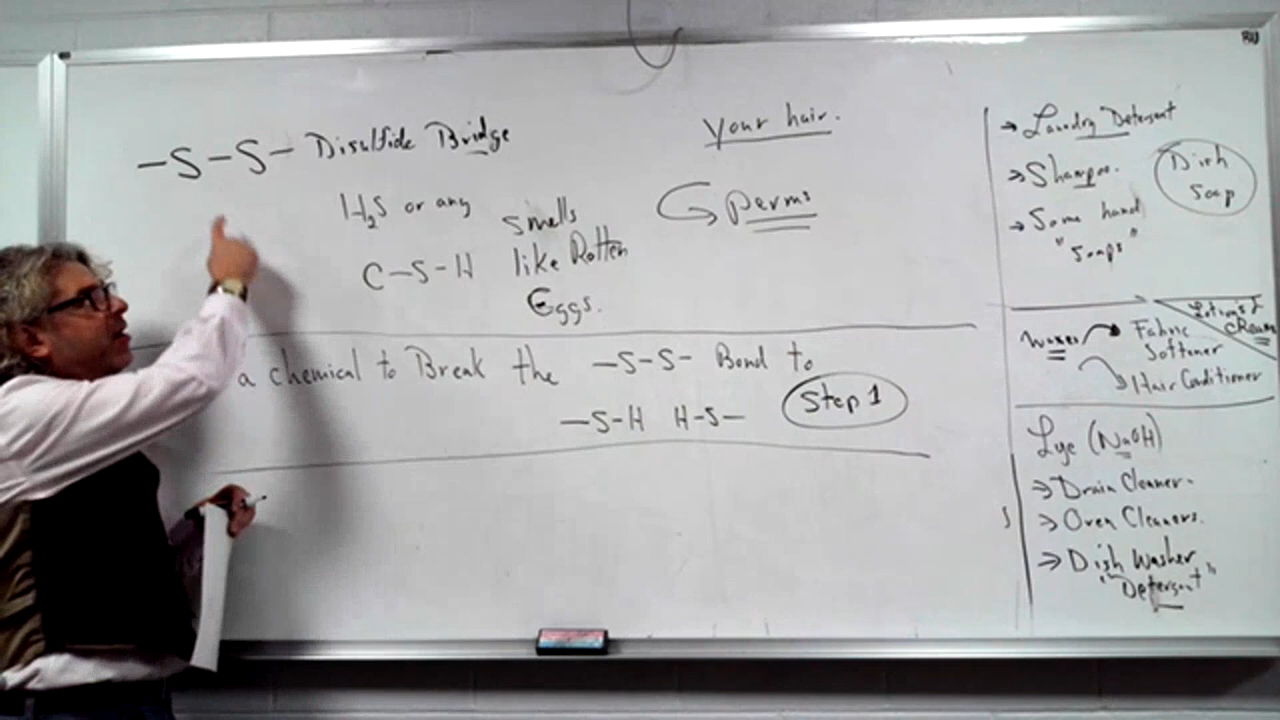 -S-S- Disulfide Bridge
H2S or any
C-S-H
smells
like Rotten
Eggs.
your hair.
perms
a chemical to Break the -S-S- Bond to
-S-H H-S-
Step 1
→ Laundry Detergent
→ Shampoo.
→ Some hand
"soaps"
Dish
Soap
waxes → Fabric
Softener
→ Hair Conditioner
Lotions &
cReam
Lye (NaOH)
→ Drain Cleaner.
→ Oven Cleaners.
→ Dish Washer
"Detergent"